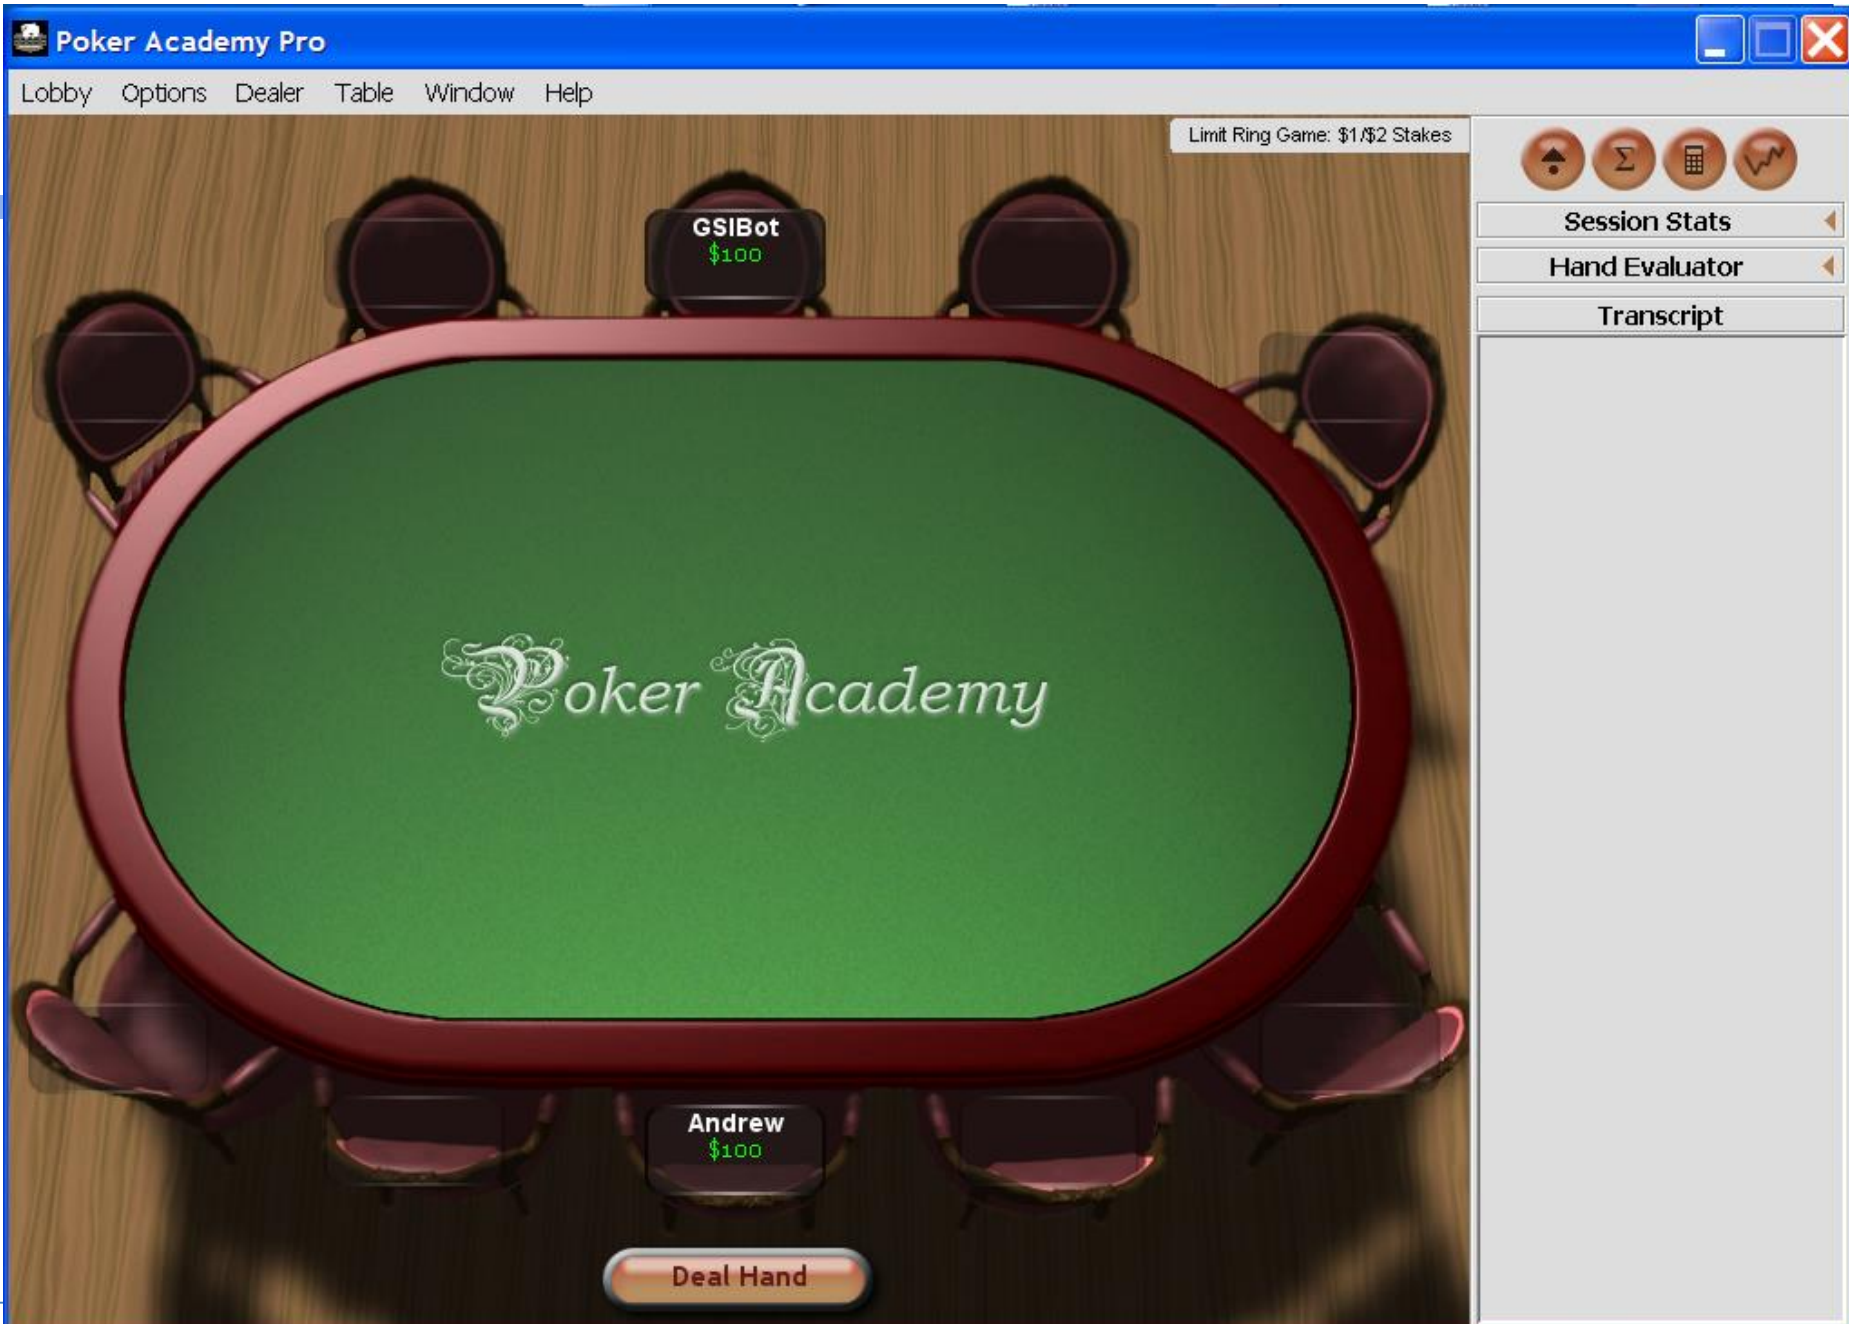 Poker Academy Pro
Lobby Options Dealer Table Window Help
Limit Ring Game: $1/$2 Stakes
Σ
GSIBot
$100
Session Stats
Hand Evaluator
Transcript
Poker Academy
Andrew
$100
Deal Hand